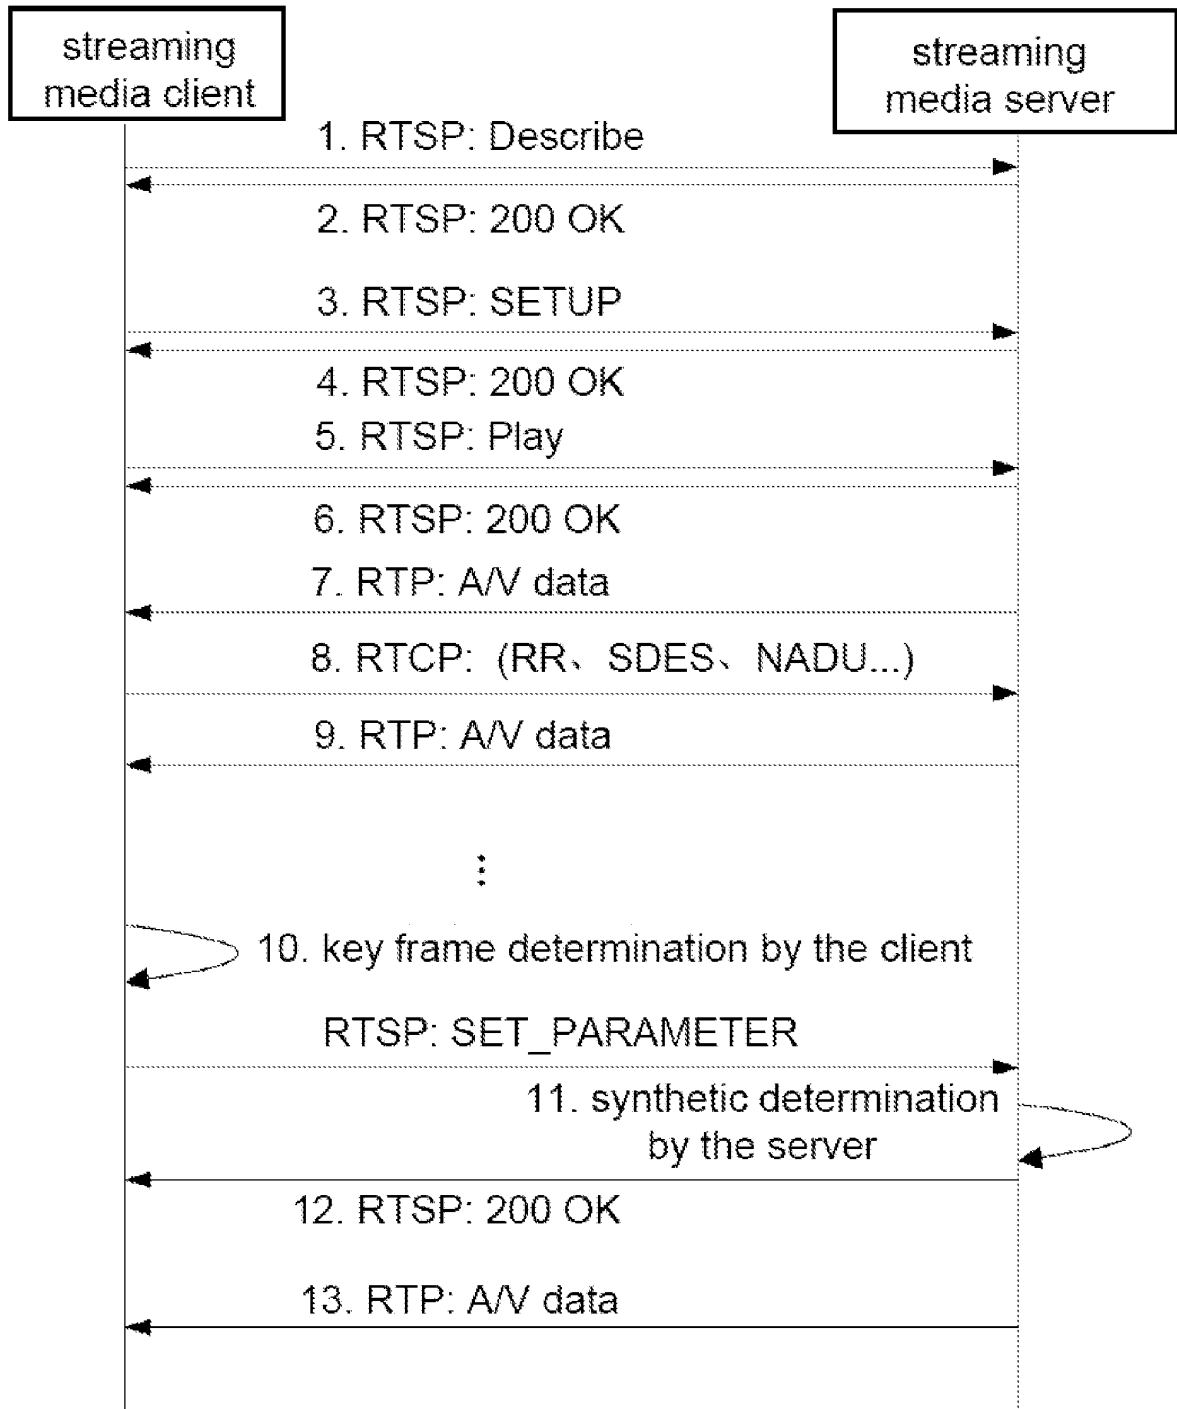 streaming
media client
streaming
media server
1. RTSP: Describe
2. RTSP: 200 OK
3. RTSP: SETUP
4. RTSP: 200 OK
5. RTSP: Play
6. RTSP: 200 OK
7. RTP: A/V data
8. RTCP: (RR、SDES、NADU...)
9. RTP: A/V data
...
10. key frame determination by the client
RTSP: SET_PARAMETER
11. synthetic determination
by the server
12. RTSP: 200 OK
13. RTP: A/V data